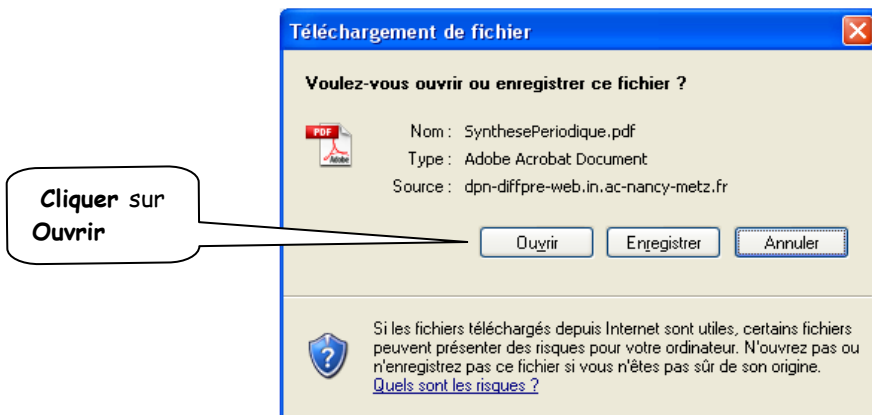 Téléchargement de fichier
Voulez-vous ouvrir ou enregistrer ce fichier ?
PDF
Adobe
Nom : SynthesePeriodique.pdf
Type : Adobe Acrobat Document
Source : dpn-diffpre-web.in.ac-nancy-metz.fr
Cliquer sur
Ouvrir
Ouvrir Enregistrer Annuler
Si les fichiers téléchargés depuis Internet sont utiles, certains fichiers
peuvent présenter des risques pour votre ordinateur. N'ouvrez pas ou
n'enregistrez pas ce fichier si vous n'êtes pas sûr de son origine.
Quels sont les risques ?